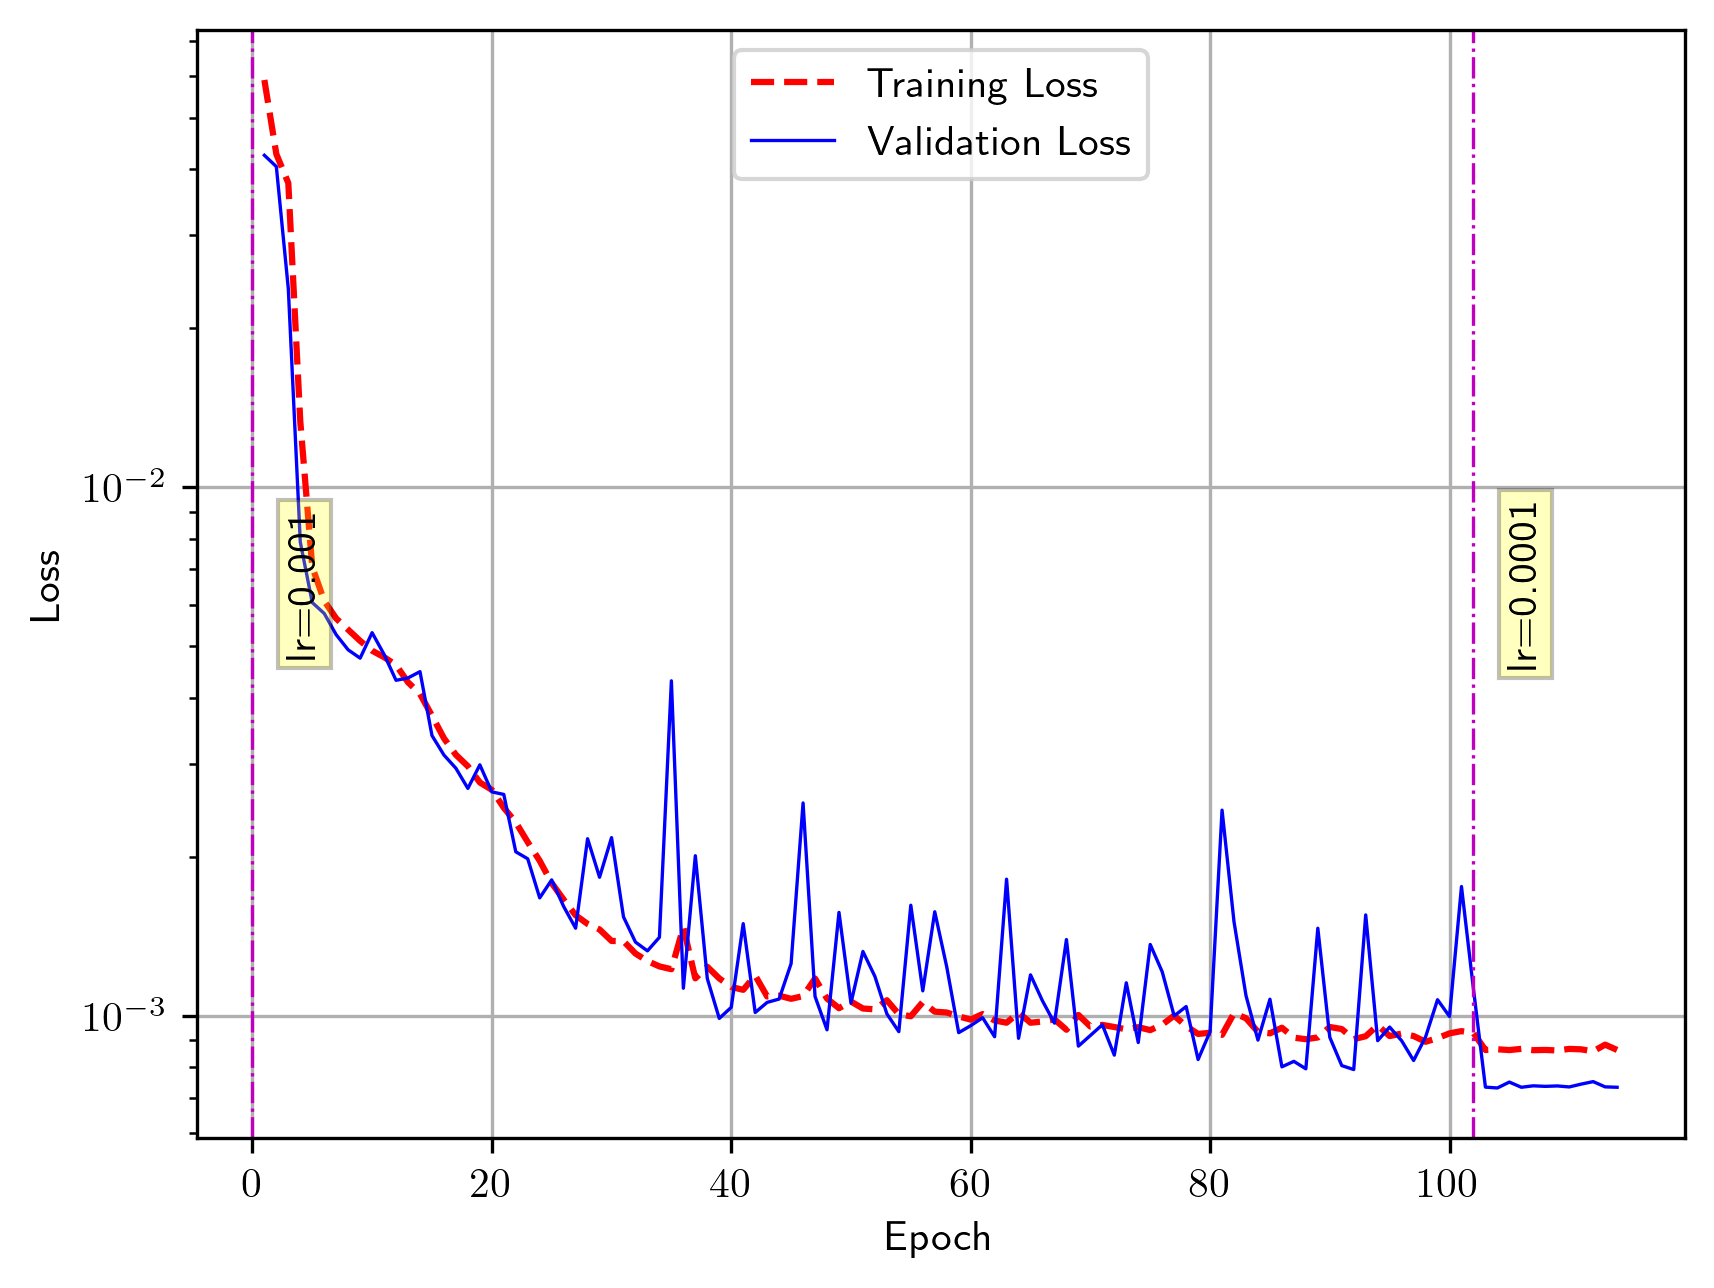 Training Loss
Validation Loss
10⁻²
10⁻³
Loss
lr=0.001
lr=0.0001
0 20 40 60 80 100
Epoch